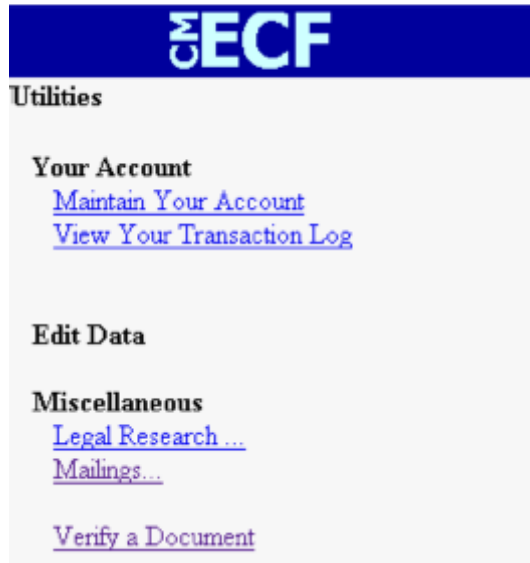 CM ECF
Utilities
Your Account
Maintain Your Account
View Your Transaction Log
Edit Data
Miscellaneous
Legal Research ...
Mailings...
Verify a Document